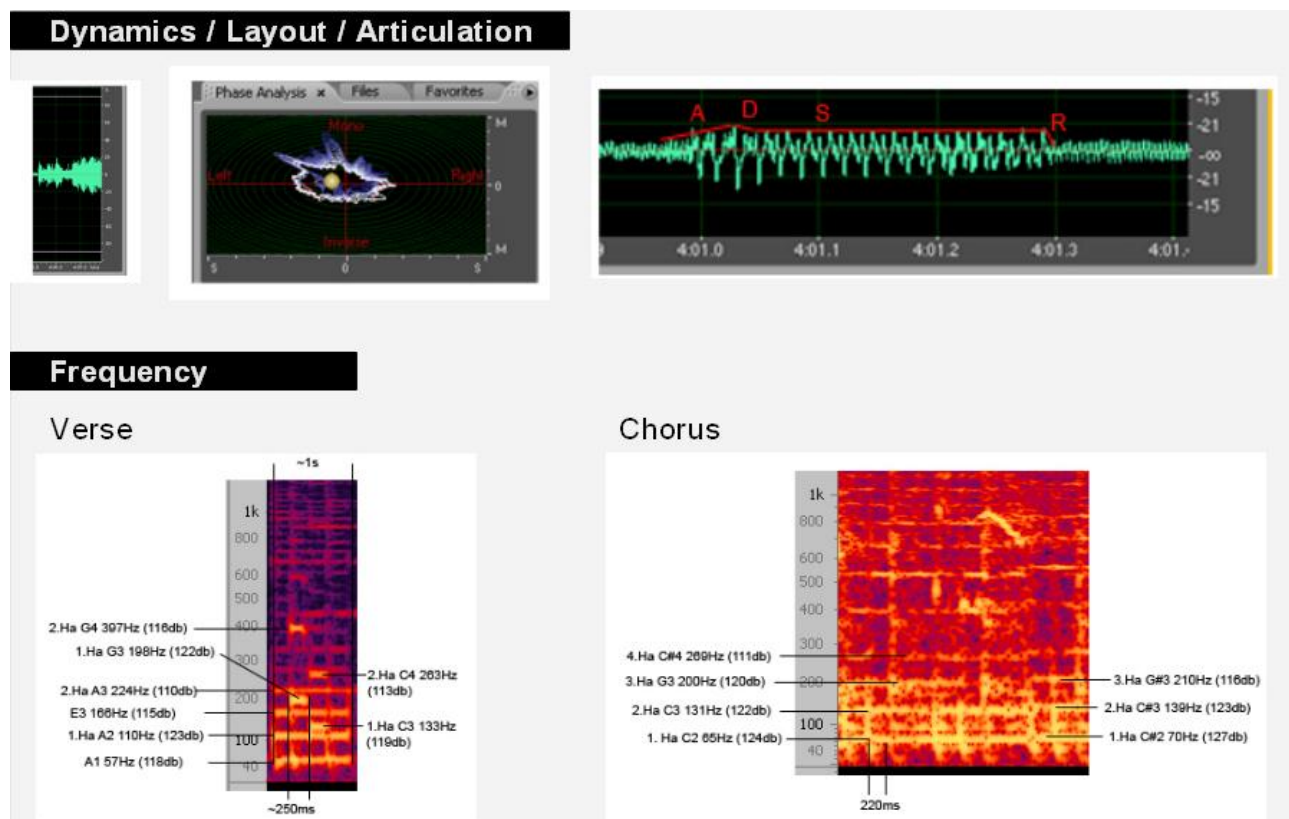 Dynamics / Layout / Articulation
Phase Analysis × Files Favorites
Mono
Left Right
Inverse
M
0
M
S 0 S
A D S R
-15
-21
-00
-21
-15
4:01.0 4:01.1 4:01.2 4:01.3 4:01.
Frequency
Verse
~1s
1k
800
600
500
400
300
200
100
40
2.Ha G4 397Hz (116db)
1.Ha G3 198Hz (122db)
2.Ha A3 224Hz (110db)
E3 166Hz (115db)
1.Ha A2 110Hz (123db)
A1 57Hz (118db)
2.Ha C4 263Hz
(113db)
1.Ha C3 133Hz
(119db)
~250ms
Chorus
1k
800
600
500
400
300
200
100
40
4.Ha C#4 269Hz (111db)
3.Ha G3 200Hz (120db)
2.Ha C3 131Hz (122db)
1. Ha C2 65Hz (124db)
3.Ha G#3 210Hz (116db)
2.Ha C#3 139Hz (123db)
1.Ha C#2 70Hz (127db)
220ms